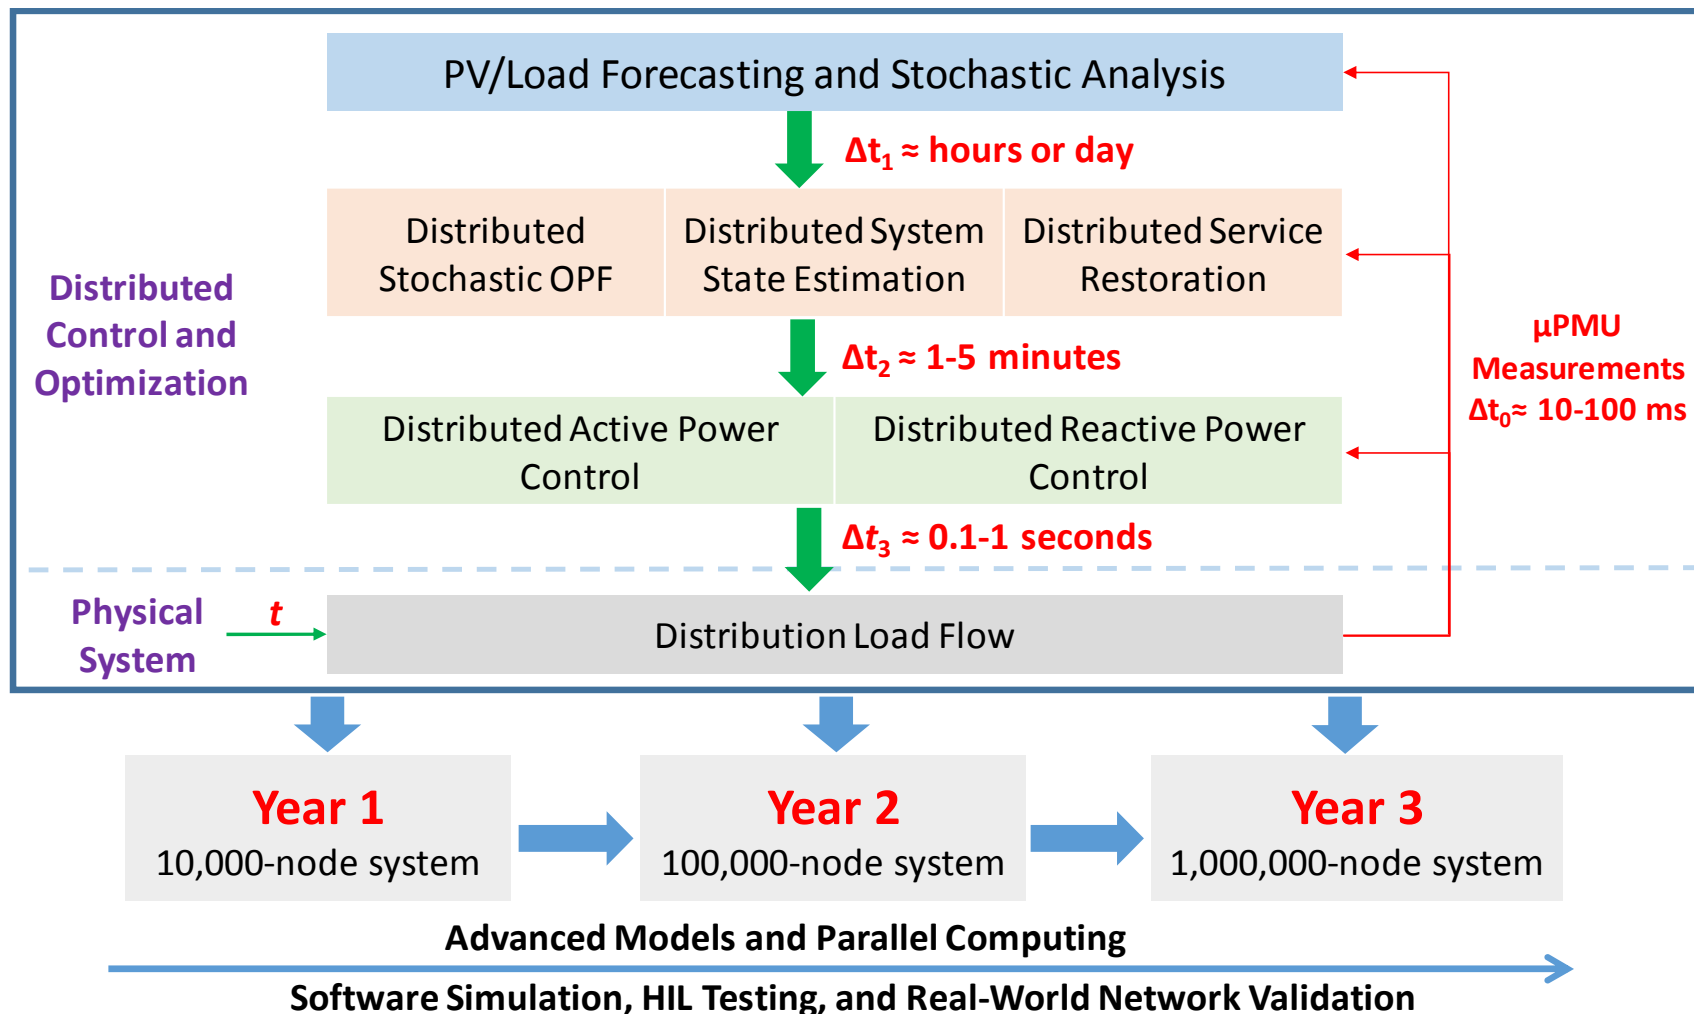 PV/Load Forecasting and Stochastic Analysis
Δt₁ ≈ hours or day
Distributed
Stochastic OPF
Distributed System
State Estimation
Distributed Service
Restoration
Distributed
Control and
Optimization
Δt₂ ≈ 1-5 minutes
μPMU
Measurements
Δt₀≈ 10-100 ms
Distributed Active Power
Control
Distributed Reactive Power
Control
Δt₃ ≈ 0.1-1 seconds
Physical
System
t
Distribution Load Flow
Year 1
10,000-node system
Year 2
100,000-node system
Year 3
1,000,000-node system
Advanced Models and Parallel Computing
Software Simulation, HIL Testing, and Real-World Network Validation